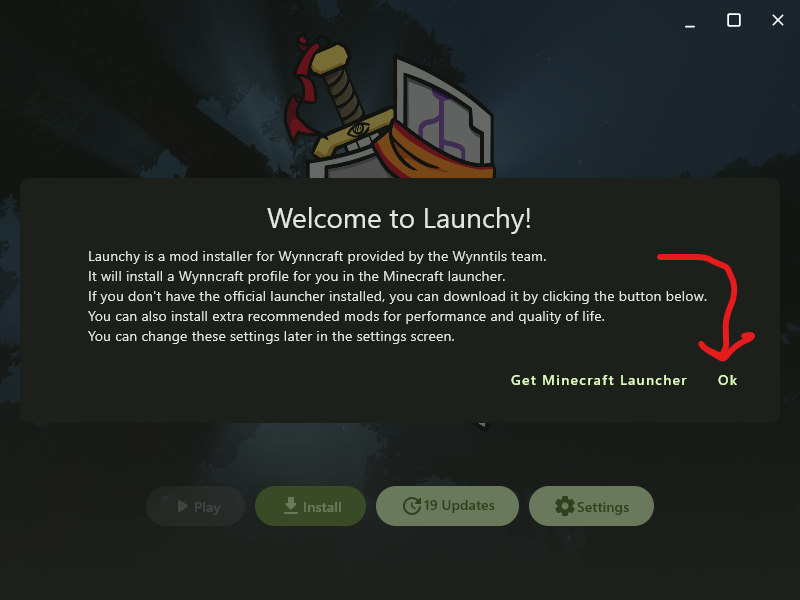 Welcome to Launchy!
Launchy is a mod installer for Wynncraft provided by the Wynntils team.
It will install a Wynncraft profile for you in the Minecraft launcher.
If you don't have the official launcher installed, you can download it by clicking the button below.
You can also install extra recommended mods for performance and quality of life.
You can change these settings later in the settings screen.
Get Minecraft Launcher Ok
Play Install 19 Updates Settings